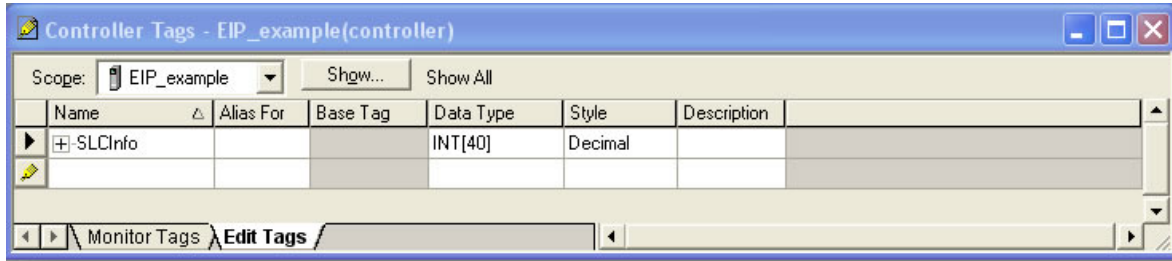 Controller Tags - EIP_example(controller)
Scope: EIP_example Show... Show All
Name Alias For Base Tag Data Type Style Description
SLCInfo INT[40] Decimal
Monitor Tags Edit Tags